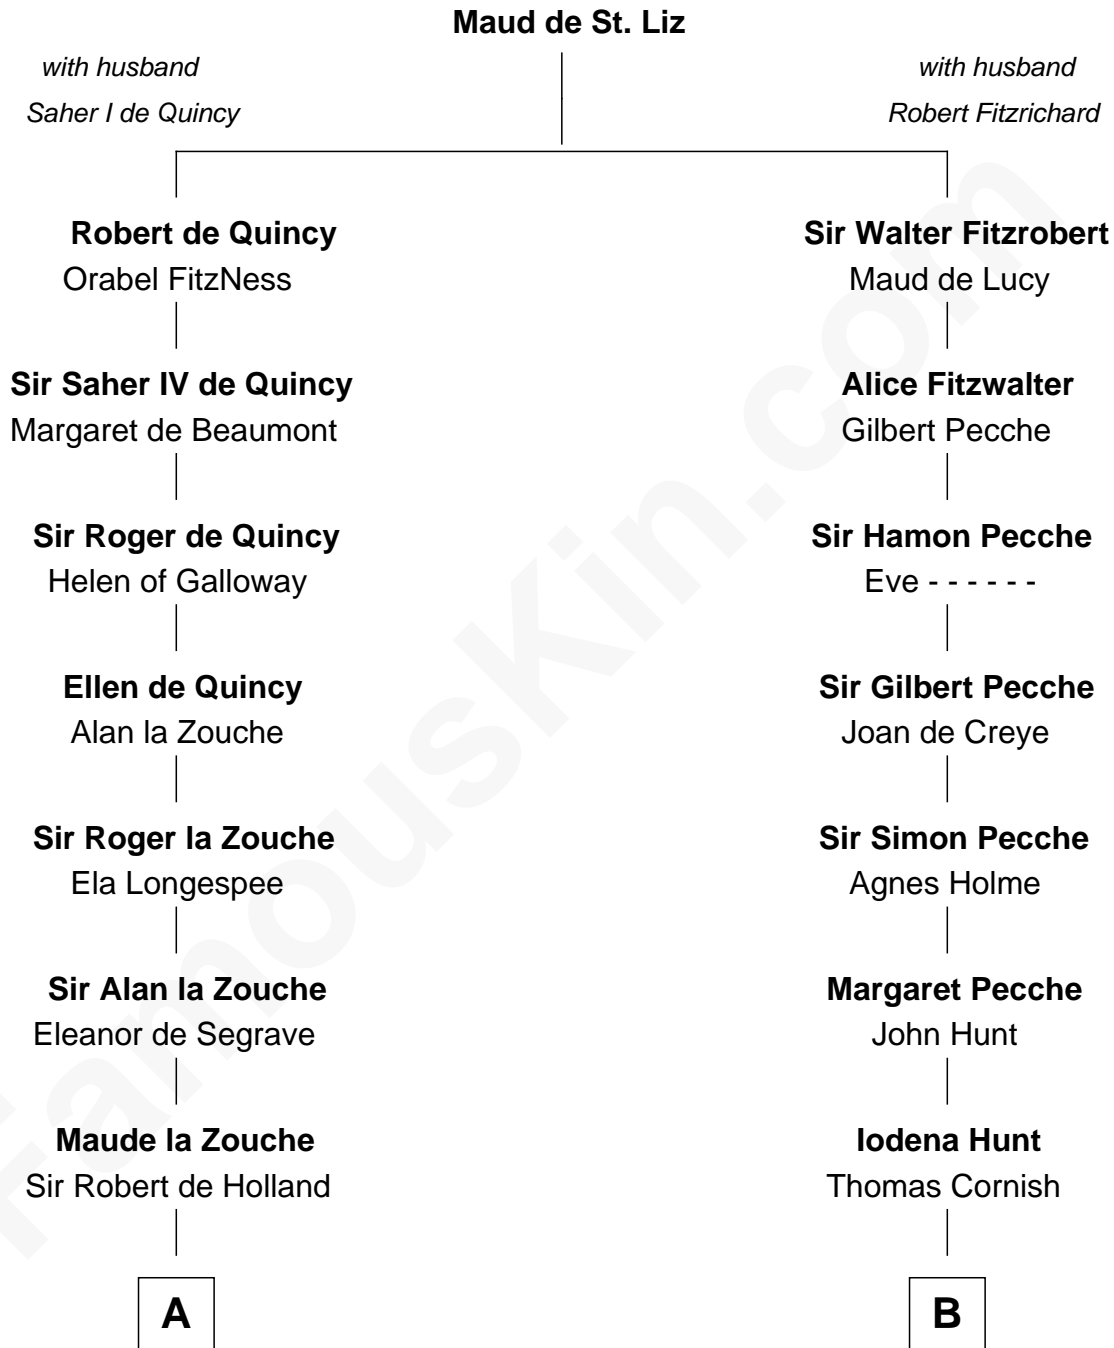 Maud de St. Liz
with husband
Saher I de Quincy
with husband
Robert Fitzrichard
Robert de Quincy
Orabel FitzNess
Sir Walter Fitzrobert
Maud de Lucy
Sir Saher IV de Quincy
Margaret de Beaumont
Alice Fitzwalter
Gilbert Pecche
Sir Roger de Quincy
Helen of Galloway
Sir Hamon Pecche
Eve - - - - - -
Ellen de Quincy
Alan la Zouche
Sir Gilbert Pecche
Joan de Creye
Sir Roger la Zouche
Ela Longespee
Sir Simon Pecche
Agnes Holme
Sir Alan la Zouche
Eleanor de Segrave
Margaret Pecche
John Hunt
Maude la Zouche
Sir Robert de Holland
Iodena Hunt
Thomas Cornish
A
B
FamousKin.com